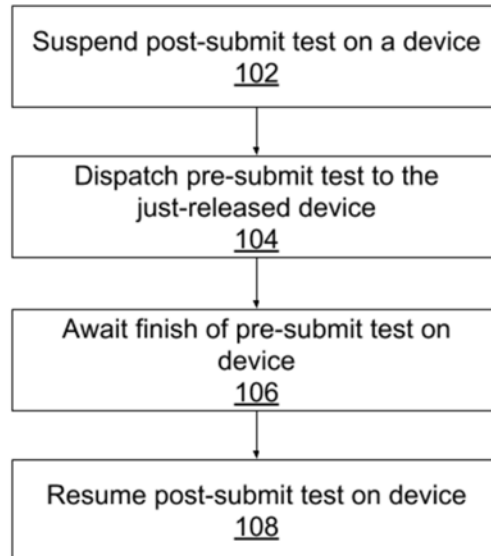 Suspend post-submit test on a device
102
Dispatch pre-submit test to the
just-released device
104
Await finish of pre-submit test on
device
106
Resume post-submit test on device
108